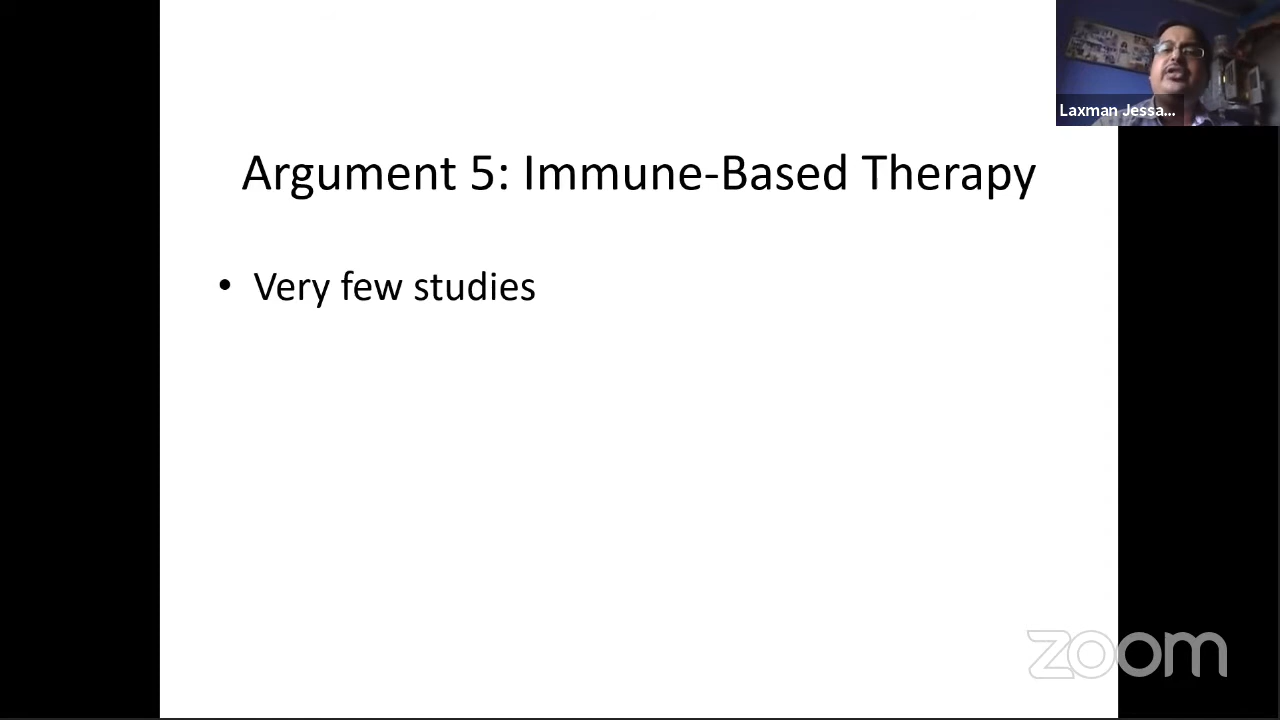 Laxman Jessa...
Argument 5: Immune-Based Therapy
• Very few studies
zoom